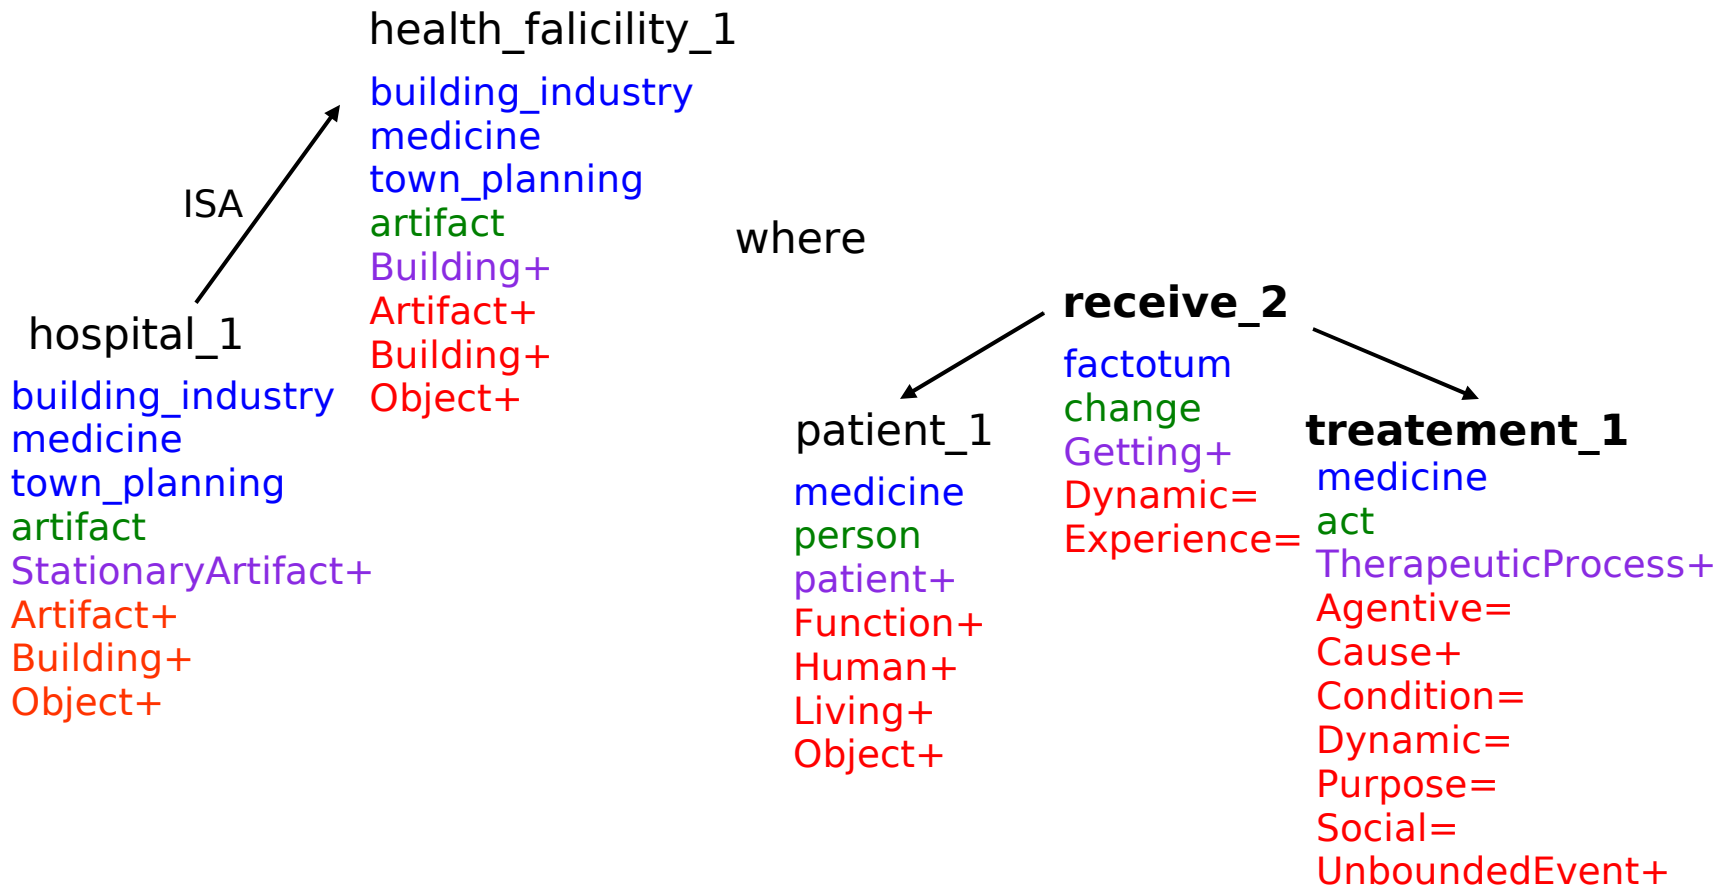 health_falicility_1
building_industry
medicine
town_planning
artifact
Building+
Artifact+
Building+
Object+
ISA
hospital_1
building_industry
medicine
town_planning
artifact
StationaryArtifact+
Artifact+
Building+
Object+
where
receive_2
factotum
change
Getting+
Dynamic=
Experience=
patient_1
medicine
person
patient+
Function+
Human+
Living+
Object+
treatement_1
medicine
act
TherapeuticProcess+
Agentive=
Cause+
Condition=
Dynamic=
Purpose=
Social=
UnboundedEvent+